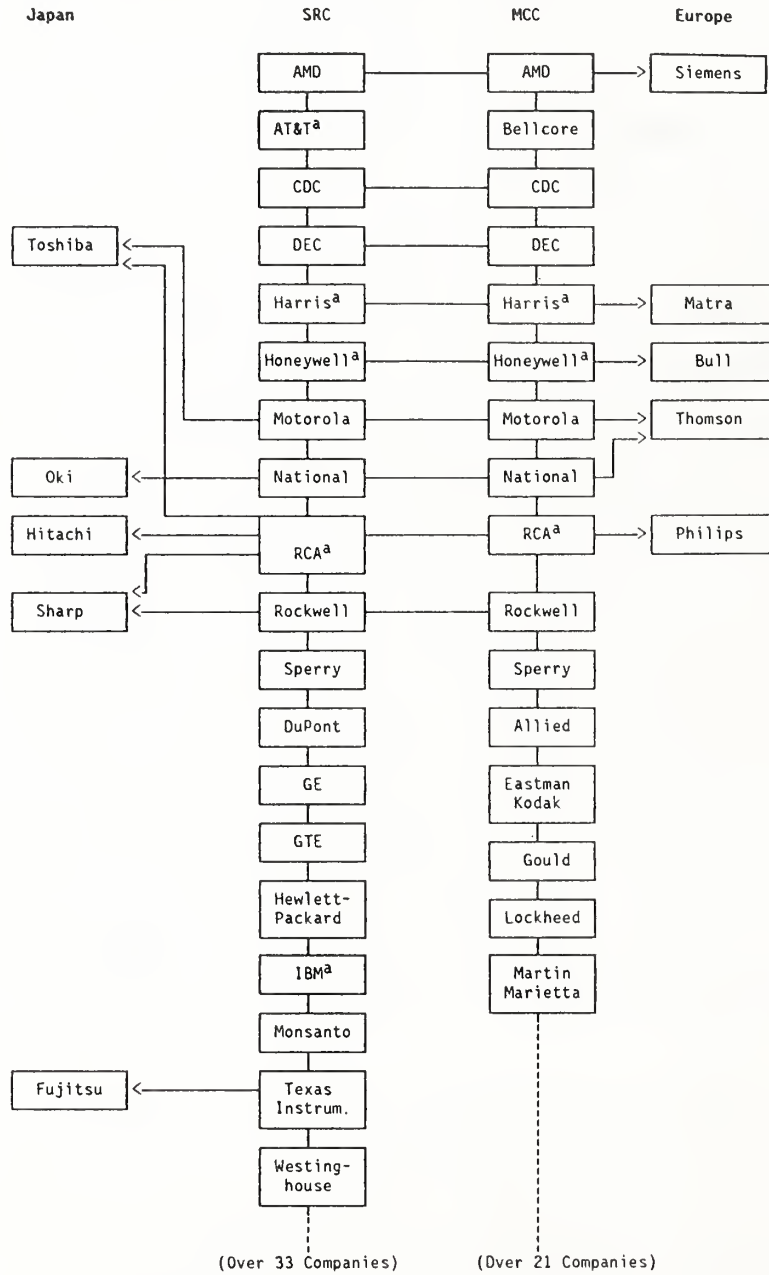 Japan SRC MCC Europe
AMD AMD Siemens
AT&Tª Bellcore
CDC CDC
Toshiba DEC DEC
Harrisª Harrisª Matra
Honeywellª Honeywellª Bull
Motorola Motorola Thomson
Oki National National
Hitachi RCAª RCAª Philips
Sharp Rockwell Rockwell
Sperry Sperry
DuPont Allied
GE Eastman
Kodak
GTE Gould
Hewlett-
Packard Lockheed
IBMª Martin
Marietta
Monsanto
Fujitsu Texas
Instrum.
Westing-
house
(Over 33 Companies) (Over 21 Companies)